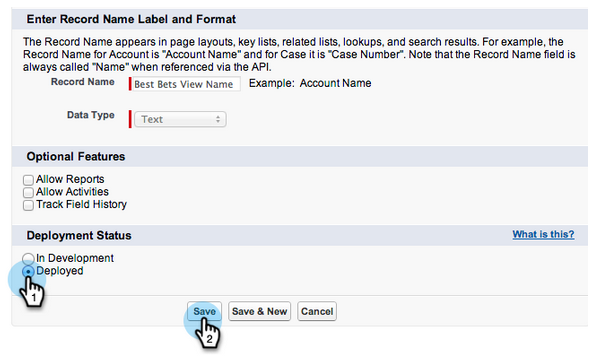 Enter Record Name Label and Format
The Record Name appears in page layouts, key lists, related lists, lookups, and search results. For example, the
Record Name for Account is "Account Name" and for Case it is "Case Number". Note that the Record Name field is
always called "Name" when referenced via the API.
Record Name Best Bets View Name Example: Account Name
Data Type Text
Optional Features
Allow Reports
Allow Activities
Track Field History
Deployment Status What is this?
In Development
Deployed
1
Save Save & New Cancel
2